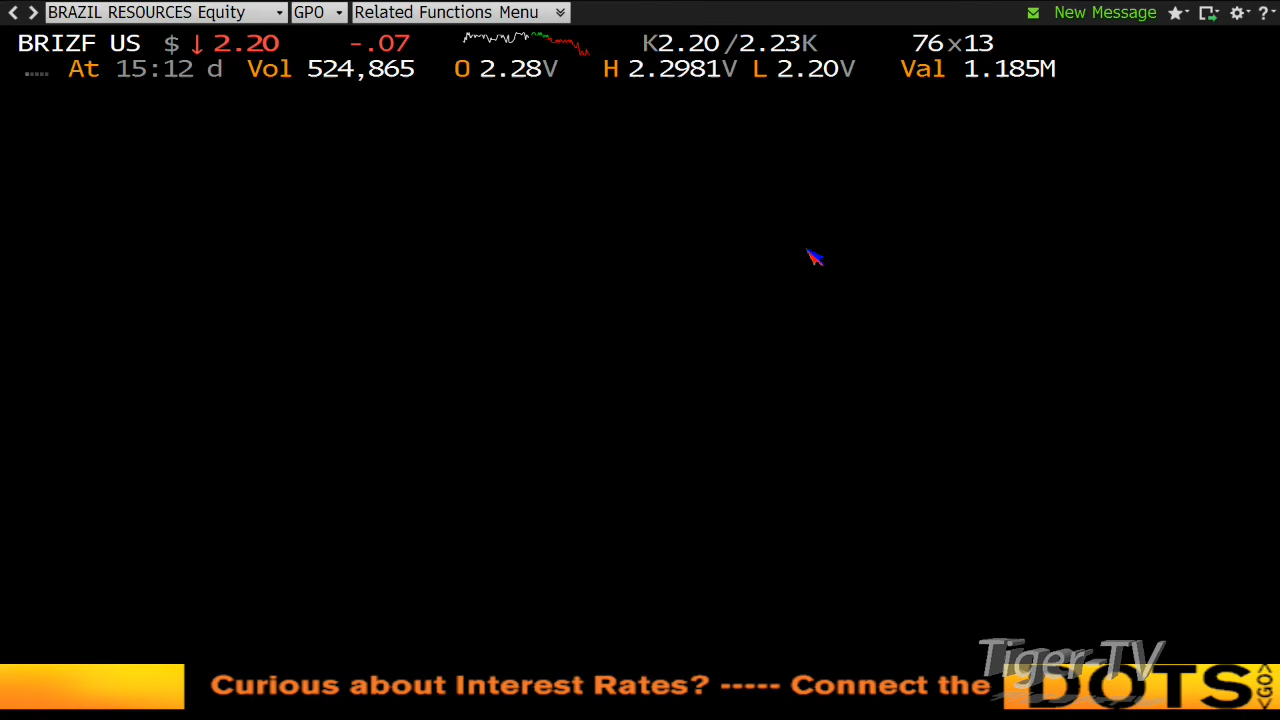 BRAZIL RESOURCES Equity GPO Related Functions Menu New Message ?
BRIZF US $ ↓ 2.20 -.07 K2.20/2.23K 76x13
At 15:12 d Vol 524,865 O 2.28V H 2.2981V L 2.20V Val 1.185M
Tiger-TV
Curious about Interest Rates? ----- Connect the DOTS <GO>